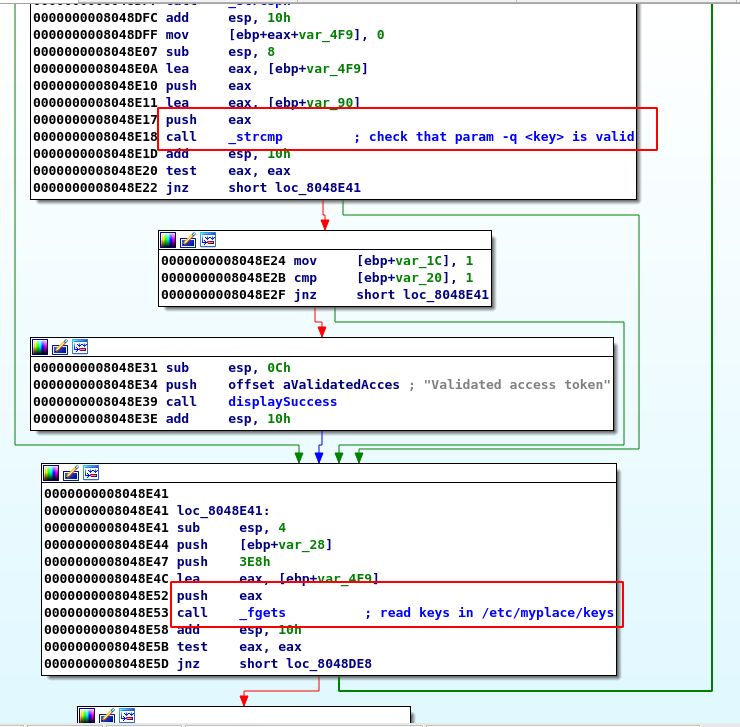 0000000008048DFC add     esp, 10h
0000000008048DFF mov     [ebp+eax+var_4F9], 0
0000000008048E07 sub     esp, 8
0000000008048E0A lea     eax, [ebp+var_4F9]
0000000008048E10 push    eax
0000000008048E11 lea     eax, [ebp+var_90]
0000000008048E17 push    eax
0000000008048E18 call    _strcmp         ; check that param -q <key> is valid
0000000008048E1D add     esp, 10h
0000000008048E20 test    eax, eax
0000000008048E22 jnz     short loc_8048E41
0000000008048E24 mov     [ebp+var_1C], 1
0000000008048E2B cmp     [ebp+var_20], 1
0000000008048E2F jnz     short loc_8048E41
0000000008048E31 sub     esp, 0Ch
0000000008048E34 push    offset aValidatedAcces ; "Validated access token"
0000000008048E39 call    displaySuccess
0000000008048E3E add     esp, 10h
0000000008048E41
0000000008048E41 loc_8048E41:
0000000008048E41 sub     esp, 4
0000000008048E44 push    [ebp+var_28]
0000000008048E47 push    3E8h
0000000008048E4C lea     eax, [ebp+var_4F9]
0000000008048E52 push    eax
0000000008048E53 call    _fgets          ; read keys in /etc/myplace/keys
0000000008048E58 add     esp, 10h
0000000008048E5B test    eax, eax
0000000008048E5D jnz     short loc_8048DE8